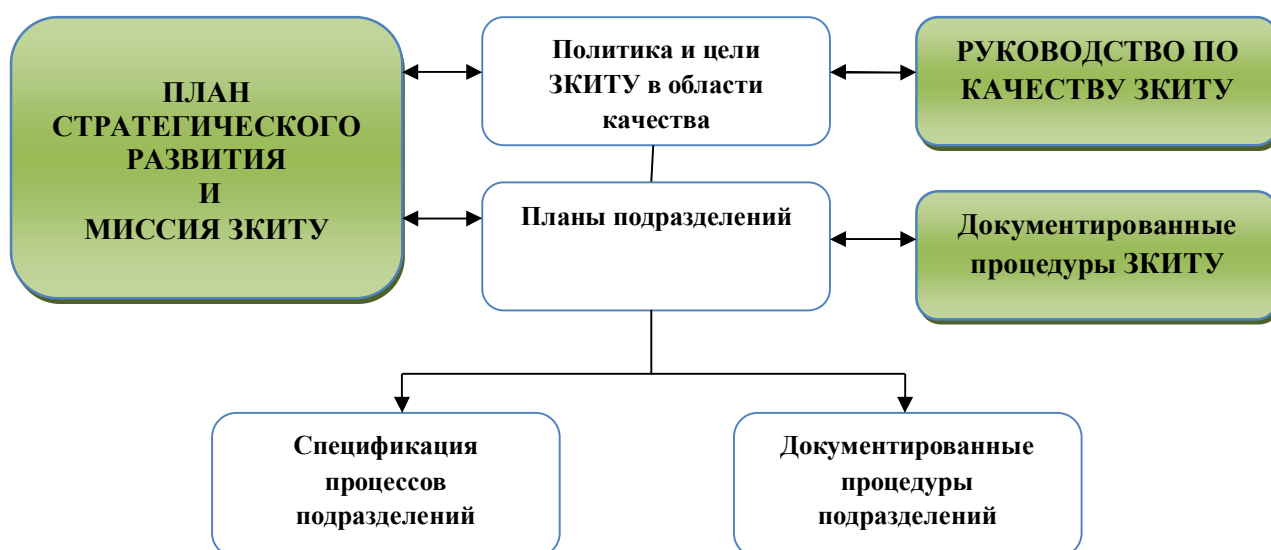 ПЛАН
СТРАТЕГИЧЕСКОГО
РАЗВИТИЯ
И
МИССИЯ ЗКИТУ
Политика и цели
ЗКИТУ в области
качества
РУКОВОДСТВО ПО
КАЧЕСТВУ ЗКИТУ
Планы подразделений
Документированные
процедуры ЗКИТУ
Спецификация
процессов
подразделений
Документированные
процедуры
подразделений